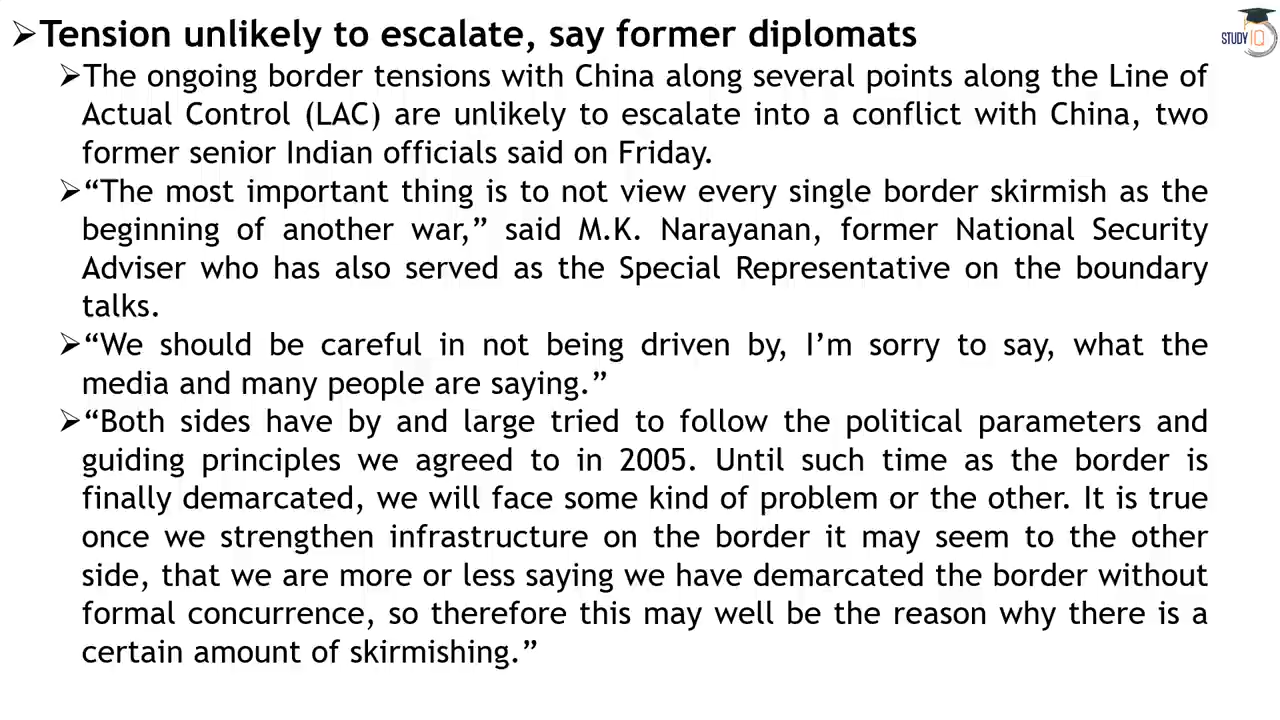 ➢Tension unlikely to escalate, say former diplomats
STUDY IQ
➢The ongoing border tensions with China along several points along the Line of
Actual Control (LAC) are unlikely to escalate into a conflict with China, two
former senior Indian officials said on Friday.
➢“The most important thing is to not view every single border skirmish as the
beginning of another war,” said M.K. Narayanan, former National Security
Adviser who has also served as the Special Representative on the boundary
talks.
➢“We should be careful in not being driven by, I’m sorry to say, what the
media and many people are saying.”
➢“Both sides have by and large tried to follow the political parameters and
guiding principles we agreed to in 2005. Until such time as the border is
finally demarcated, we will face some kind of problem or the other. It is true
once we strengthen infrastructure on the border it may seem to the other
side, that we are more or less saying we have demarcated the border without
formal concurrence, so therefore this may well be the reason why there is a
certain amount of skirmishing.”